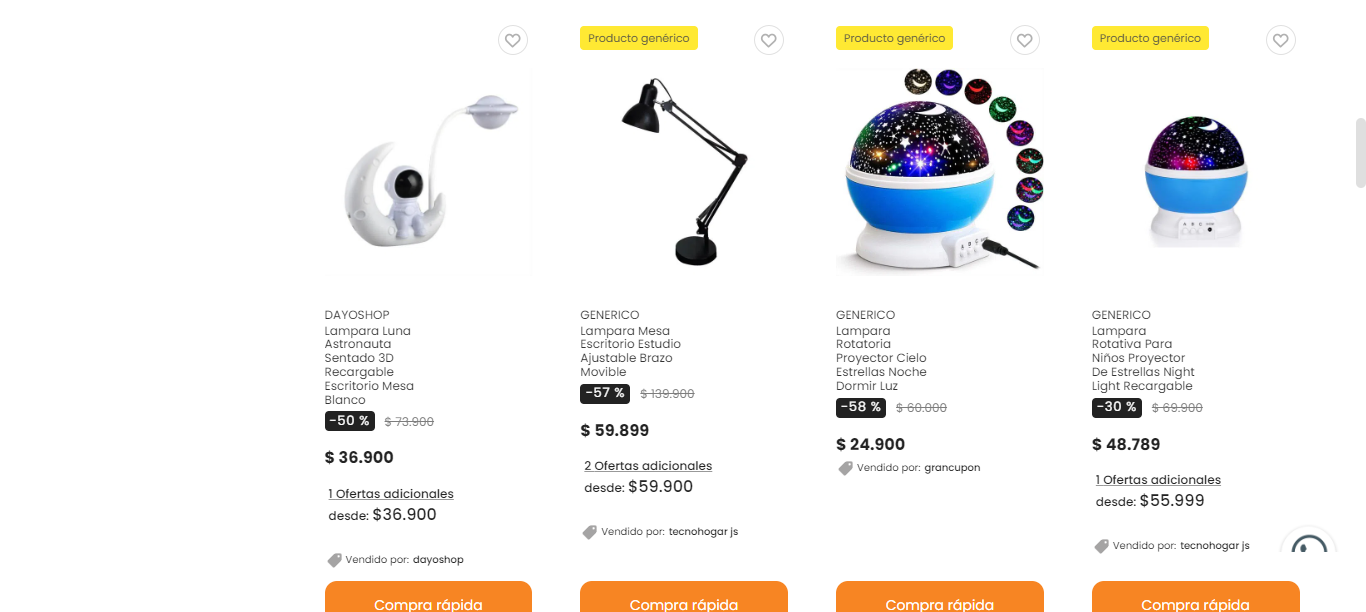 Producto genérico
Producto genérico
Producto genérico
DAYOSHOP
Lampara Luna
Astronauta
Sentado 3D
Recargable
Escritorio Mesa
Blanco
-50 % $ 73.900
$ 36.900
1 Ofertas adicionales
desde: $36.900
Vendido por: dayoshop
Compra rápida
GENERICO
Lampara Mesa
Escritorio Estudio
Ajustable Brazo
Movible
-57 % $ 139.900
$ 59.899
2 Ofertas adicionales
desde: $59.900
Vendido por: tecnohogar js
Compra rápida
GENERICO
Lampara
Rotatoria
Proyector Cielo
Estrellas Noche
Dormir Luz
-58 % $ 60.000
$ 24.900
Vendido por: grancupon
Compra rápida
GENERICO
Lampara
Rotativa Para
Niños Proyector
De Estrellas Night
Light Recargable
-30 % $ 69.900
$ 48.789
1 Ofertas adicionales
desde: $55.999
Vendido por: tecnohogar js
Compra rápida